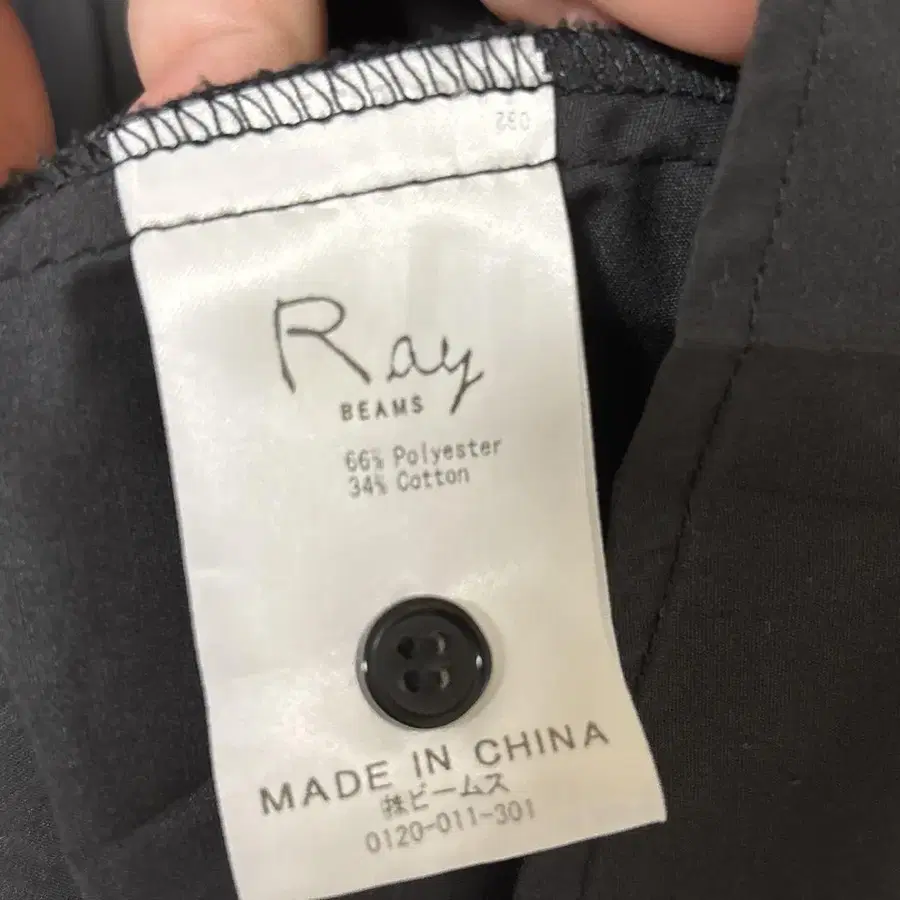 Ray
BEAMS
66% Polyester
34% Cotton
MADE IN CHINA
㈱ビームス
0120-011-301